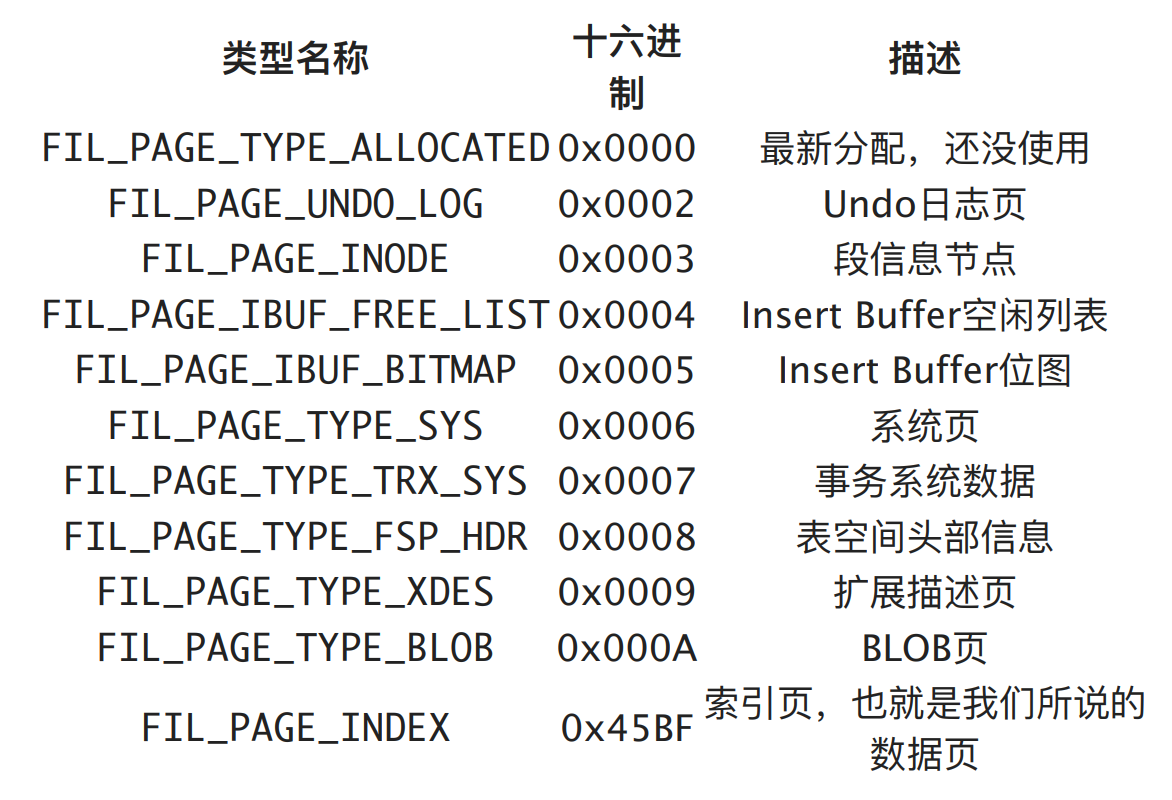 类型名称 十六进制 描述
FIL_PAGE_TYPE_ALLOCATED 0x0000 最新分配，还没使用
FIL_PAGE_UNDO_LOG 0x0002 Undo日志页
FIL_PAGE_INODE 0x0003 段信息节点
FIL_PAGE_IBUF_FREE_LIST 0x0004 Insert Buffer空闲列表
FIL_PAGE_IBUF_BITMAP 0x0005 Insert Buffer位图
FIL_PAGE_TYPE_SYS 0x0006 系统页
FIL_PAGE_TYPE_TRX_SYS 0x0007 事务系统数据
FIL_PAGE_TYPE_FSP_HDR 0x0008 表空间头部信息
FIL_PAGE_TYPE_XDES 0x0009 扩展描述页
FIL_PAGE_TYPE_BLOB 0x000A BLOB页
FIL_PAGE_INDEX 0x45BF 索引页，也就是我们所说的
数据页